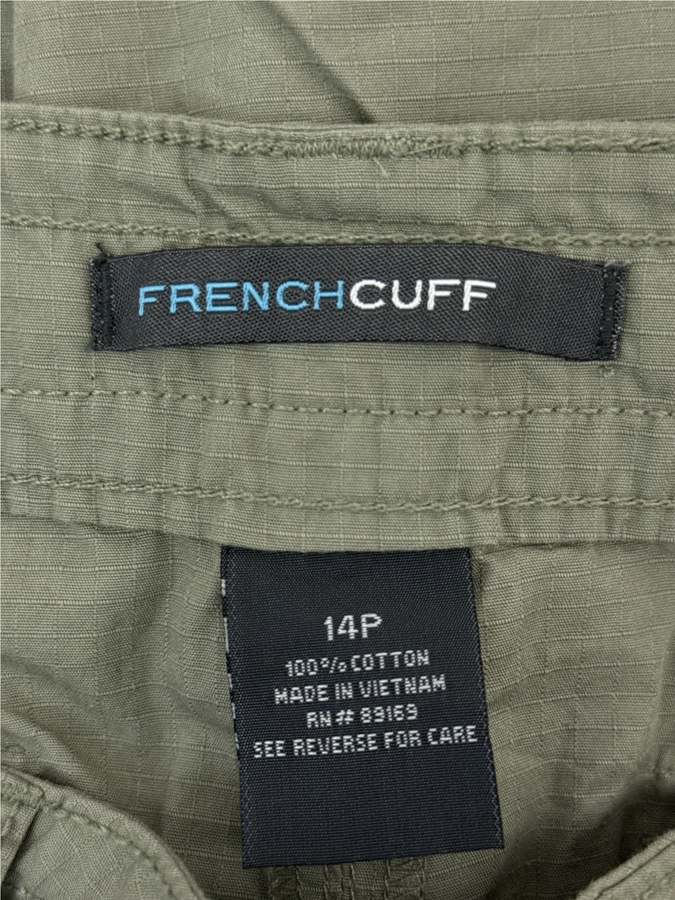 FRENCHCUFF
14P
100% COTTON
MADE IN VIETNAM
RN# 89169
SEE REVERSE FOR CARE